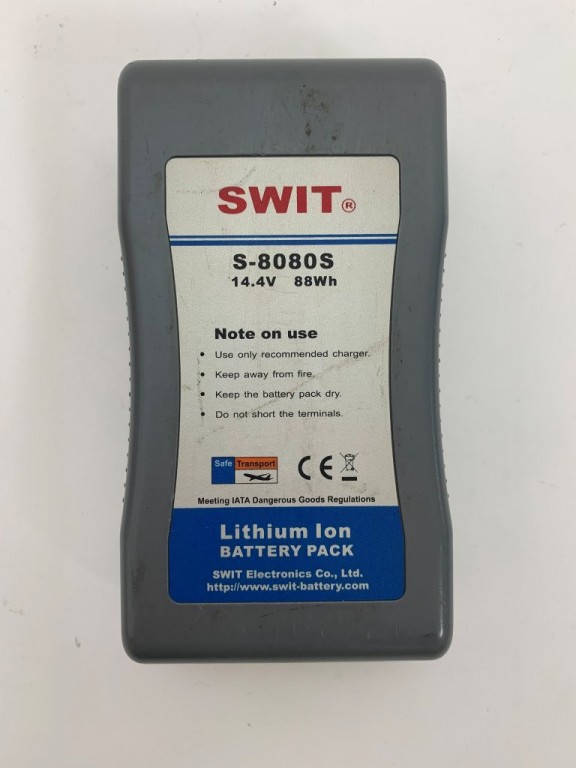 SWIT®
S-8080S
14.4V 88Wh
Note on use
• Use only recommended charger.
• Keep away from fire.
• Keep the battery pack dry.
• Do not short the terminals.
Safe Transport CE
Meeting IATA Dangerous Goods Regulations
Lithium Ion
BATTERY PACK
SWIT Electronics Co., Ltd.
http://www.swit-battery.com